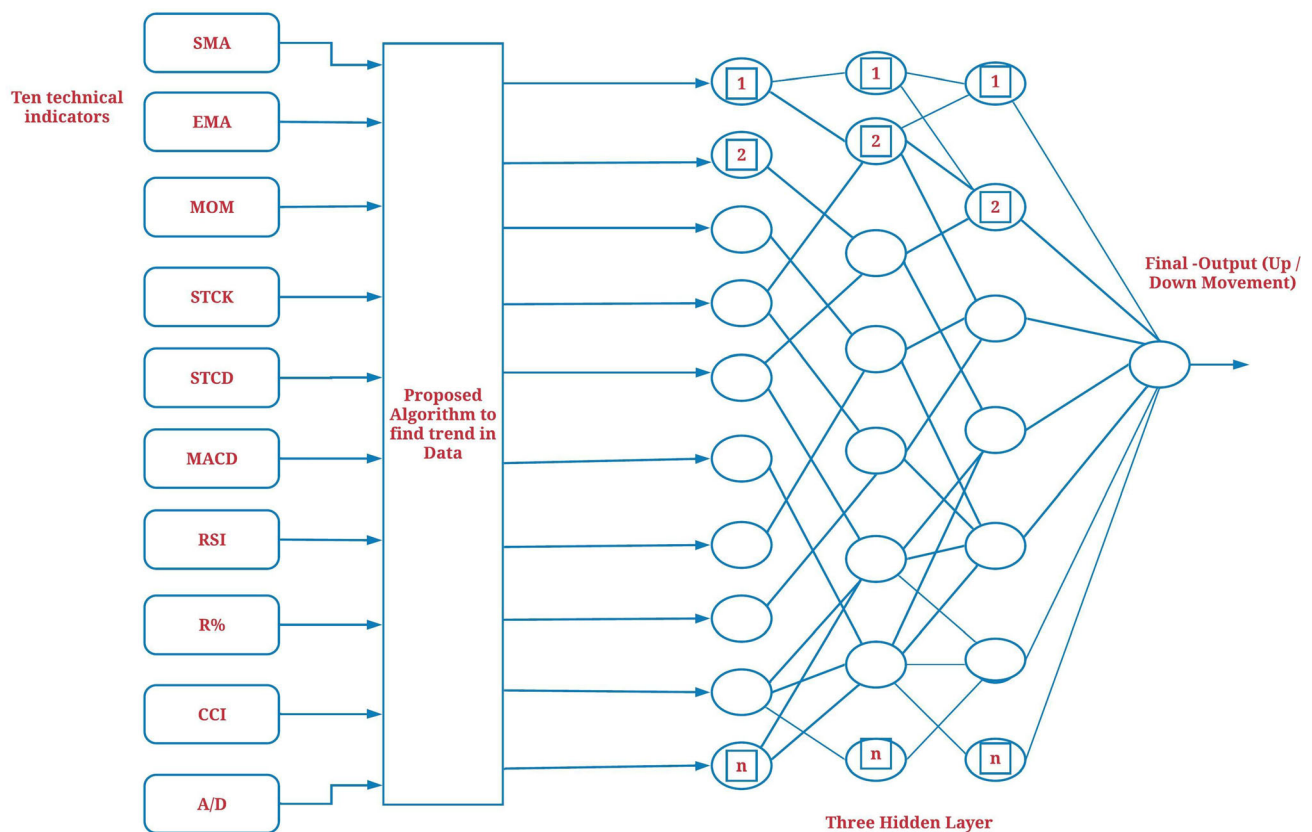 Ten technical
indicators
SMA
EMA
MOM
STCK
STCD
MACD
RSI
R%
CCI
A/D
Proposed
Algorithm to
find trend in
Data
1
2
n
1
2
n
1
2
n
Three Hidden Layer
Final -Output (Up /
Down Movement)